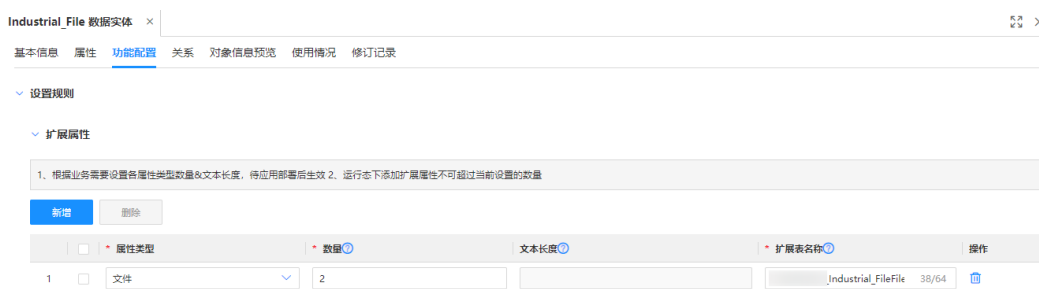 Industrial_File 数据实体 ×
基本信息 属性 功能配置 关系 对象信息预览 使用情况 修订记录
设置规则
扩展属性
1、根据业务需要设置各属性类型数量&文本长度，待应用部署后生效 2、运行态下添加扩展属性不可超过当前设置的数量
新增 删除
* 属性类型 * 数量? 文本长度? * 扩展表名称? 操作
1 文件 2 _Industrial_FileFile 38/64